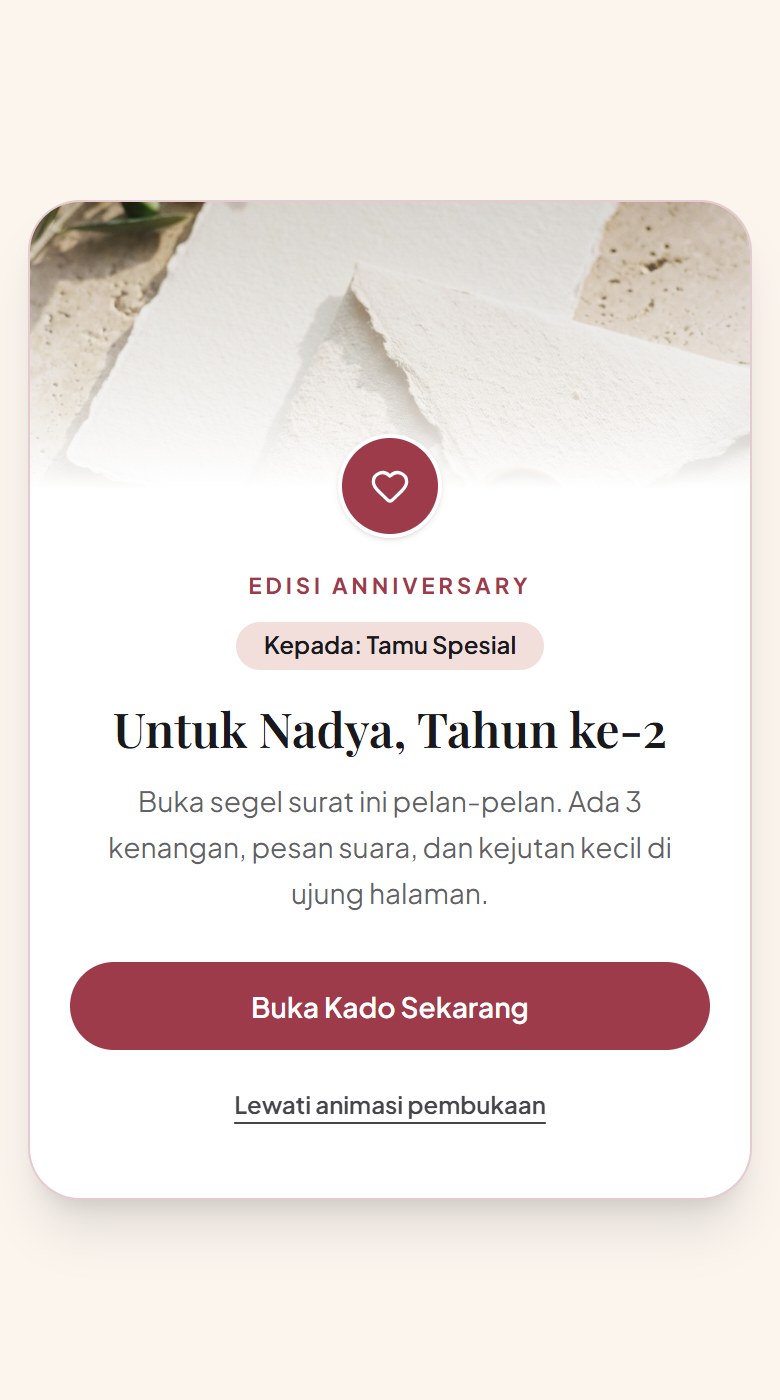 EDISI ANNIVERSARY
Kepada: Tamu Spesial
Untuk Nadya, Tahun ke-2
Buka segel surat ini pelan-pelan. Ada 3
kenangan, pesan suara, dan kejutan kecil di
ujung halaman.
Buka Kado Sekarang
Lewati animasi pembukaan